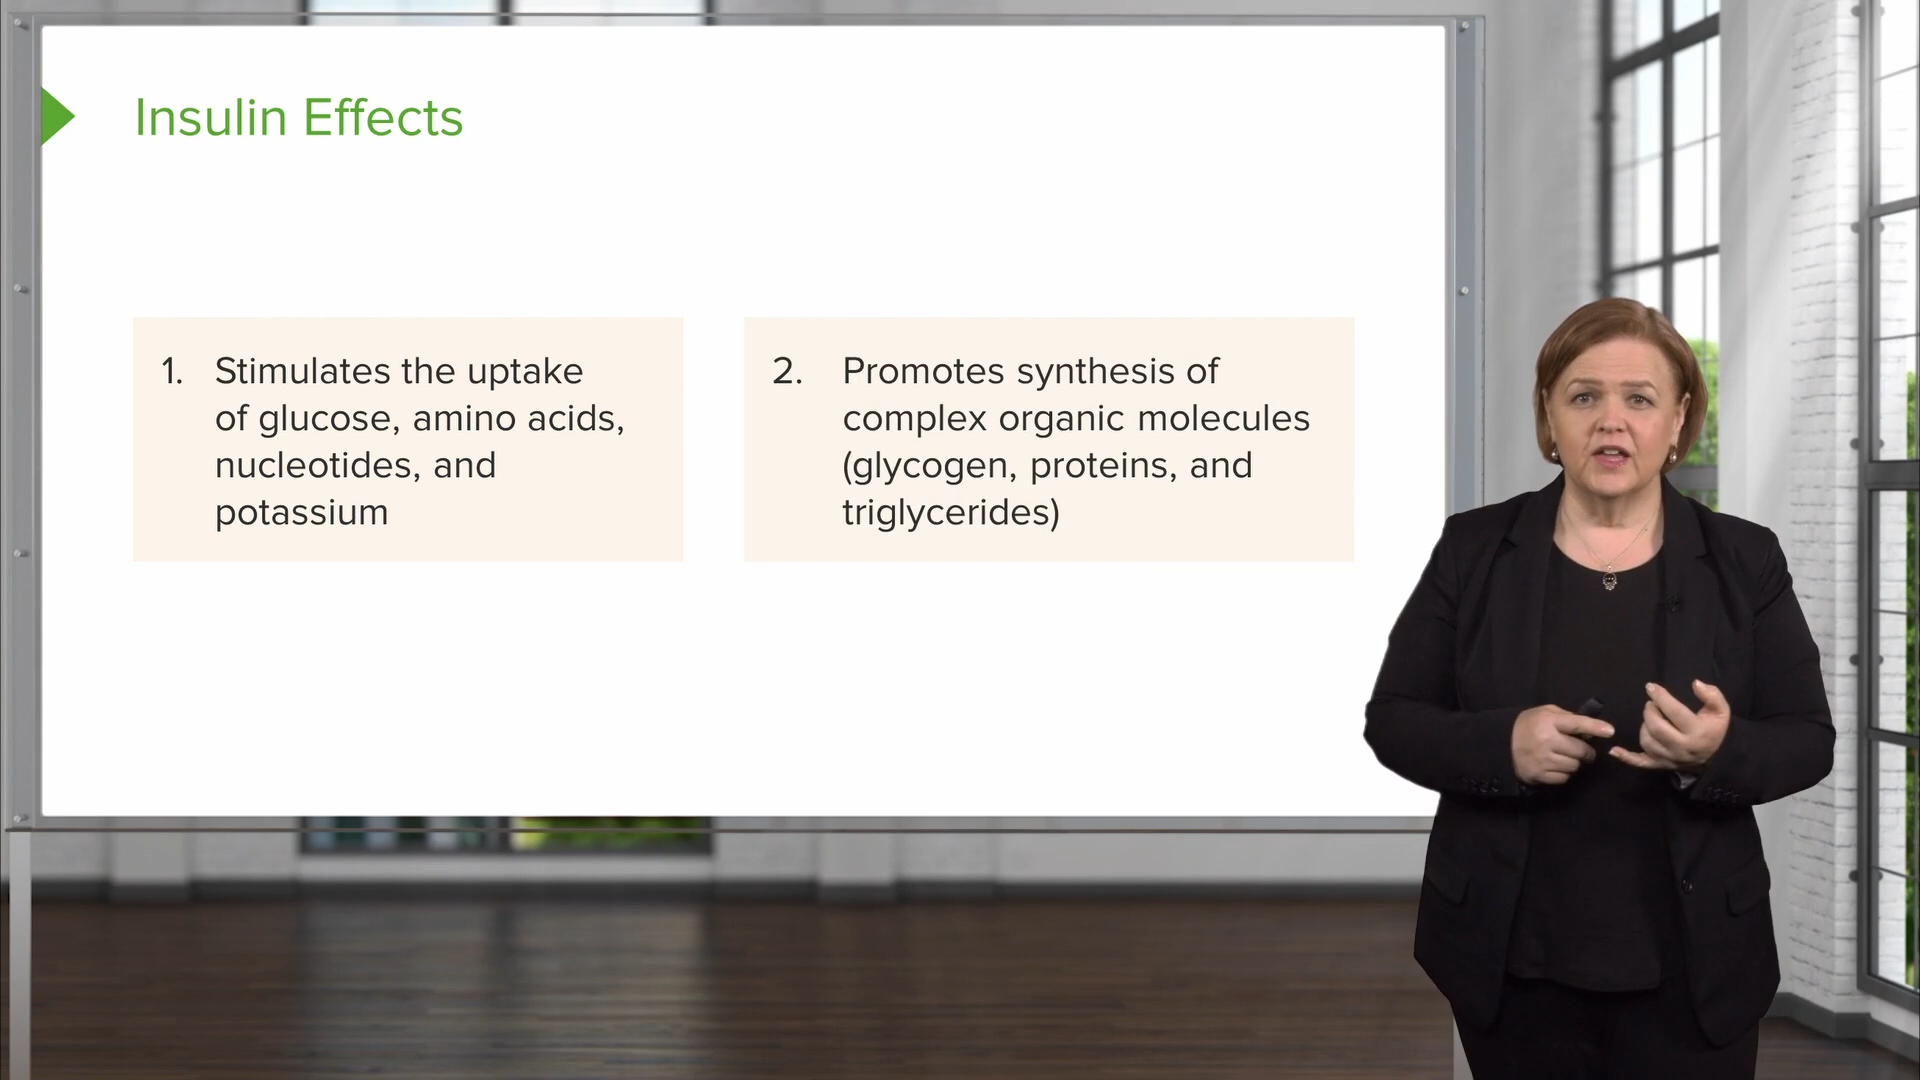 Insulin Effects
1. Stimulates the uptake
of glucose, amino acids,
nucleotides, and
potassium
2. Promotes synthesis of
complex organic molecules
(glycogen, proteins, and
triglycerides)